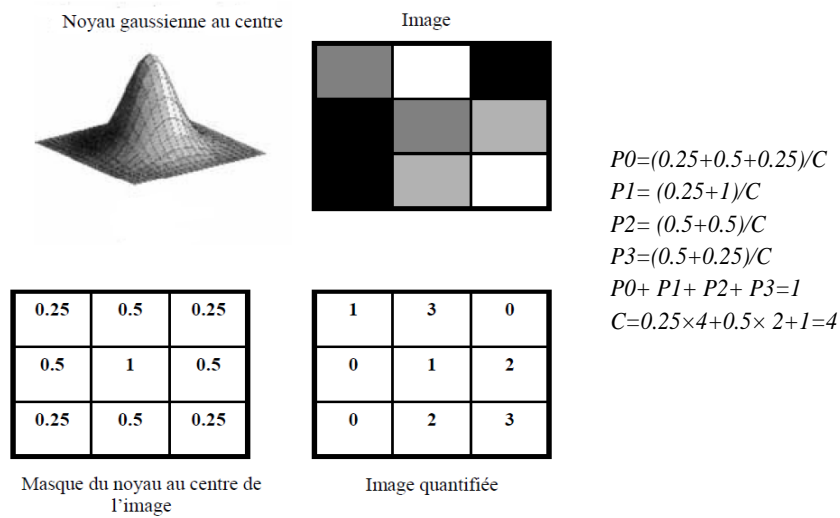 Noyau gaussienne au centre
Image
P0=(0.25+0.5+0.25)/C
P1= (0.25+1)/C
P2= (0.5+0.5)/C
P3=(0.5+0.25)/C
P0+ P1+ P2+ P3=1
C=0.25×4+0.5× 2+1=4
0.25 0.5 0.25
0.5 1 0.5
0.25 0.5 0.25
Masque du noyau au centre de
l’image
1 3 0
0 1 2
0 2 3
Image quantifiée